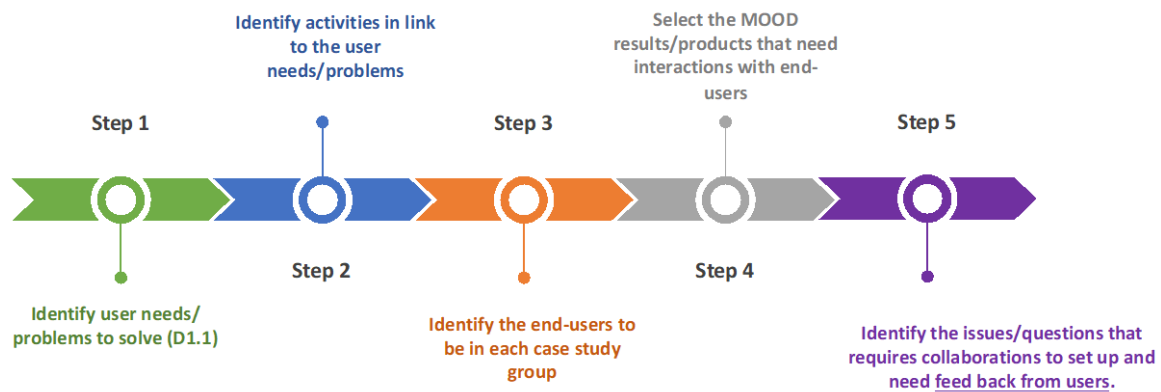 Step 1
Identify user needs/
problems to solve (D1.1)
Identify activities in link
to the user
needs/problems
Step 2
Step 3
Identify the end-users to
be in each case study
group
Select the MOOD
results/products that need
interactions with end-
users
Step 4
Step 5
Identify the issues/questions that
requires collaborations to set up and
need feed back from users.